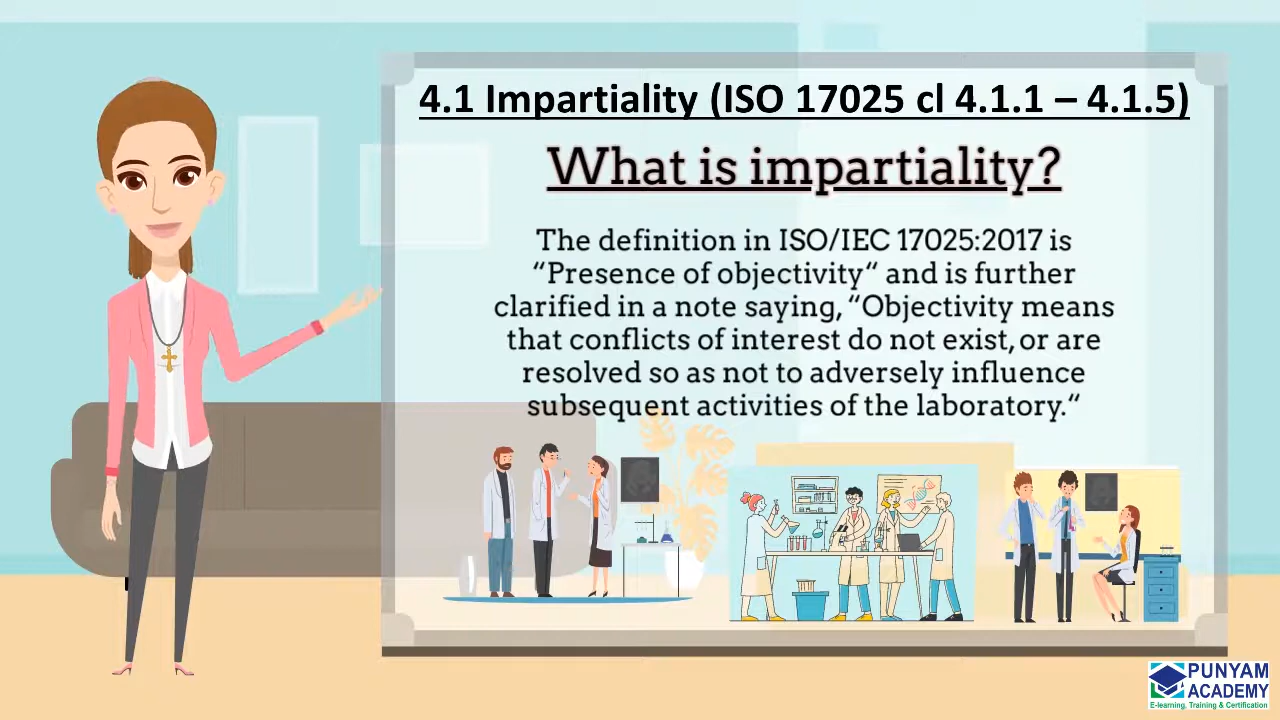 4.1 Impartiality (ISO 17025 cl 4.1.1 – 4.1.5)
What is impartiality?
The definition in ISO/IEC 17025:2017 is
“Presence of objectivity“ and is further
clarified in a note saying, “Objectivity means
that conflicts of interest do not exist, or are
resolved so as not to adversely influence
subsequent activities of the laboratory.“
PUNYAM
ACADEMY
E-learning, Training & Certification